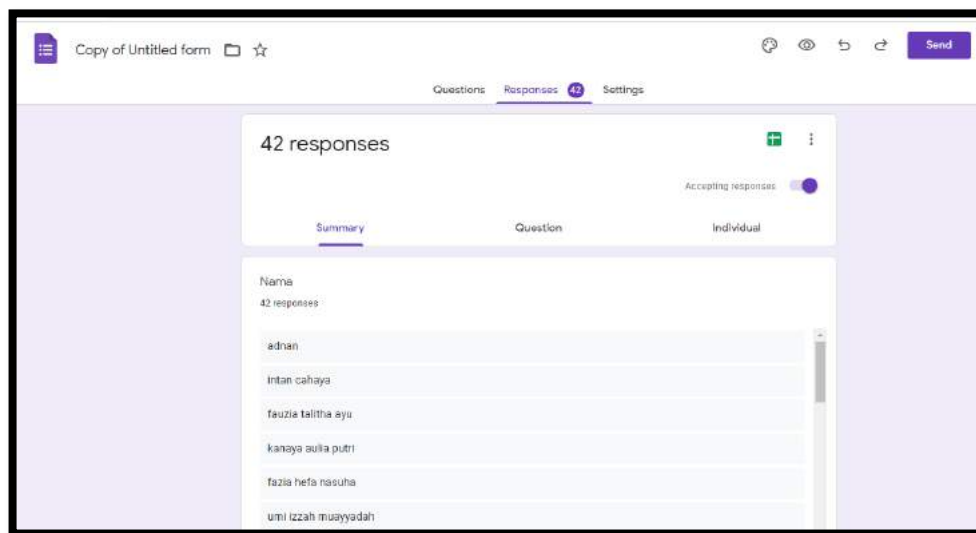 Copy of Untitled form
Send
Questions Responses 42 Settings
42 responses
Accepting responses
Summary Question Individual
Nama
42 responses
adnan
intan cahaya
fauzia talitha ayu
kanaya aulia putri
fazia hefa nasuha
umi izzah muayyadah